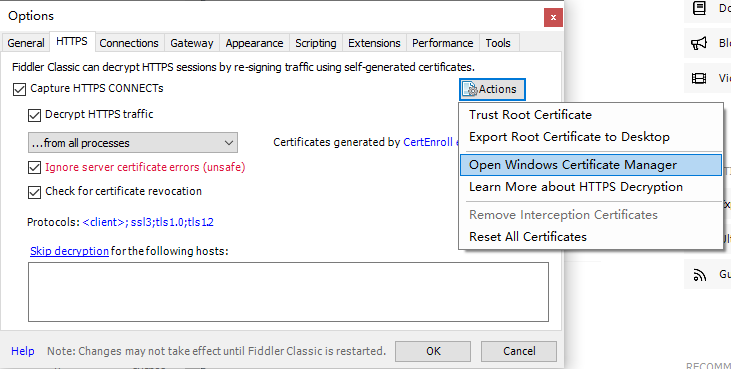 Options
x
General HTTPS Connections Gateway Appearance Scripting Extensions Performance Tools
Fiddler Classic can decrypt HTTPS sessions by re-signing traffic using self-generated certificates.
Capture HTTPS CONNECTs
Actions
Decrypt HTTPS traffic
Trust Root Certificate
Export Root Certificate to Desktop
...from all processes
Certificates generated by CertEnroll
Open Windows Certificate Manager
Ignore server certificate errors (unsafe)
Learn More about HTTPS Decryption
Check for certificate revocation
Remove Interception Certificates
Protocols: <client>; ssl3;tls1.0;tls1.2
Reset All Certificates
Skip decryption for the following hosts:
Help
Note: Changes may not take effect until Fiddler Classic is restarted.
OK
Cancel
Do
Blo
Vi
Gu
RECOMM